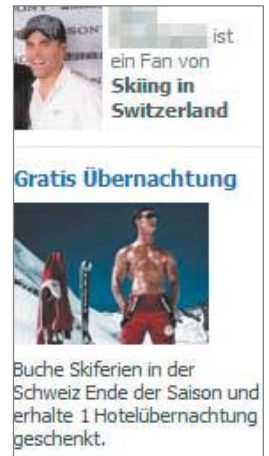 SONY
ist
ein Fan von
Skiing in
Switzerland
Gratis Übernachtung
Buche Skiferien in der
Schweiz Ende der Saison und
erhalte 1 Hotelübernachtung
geschenkt.